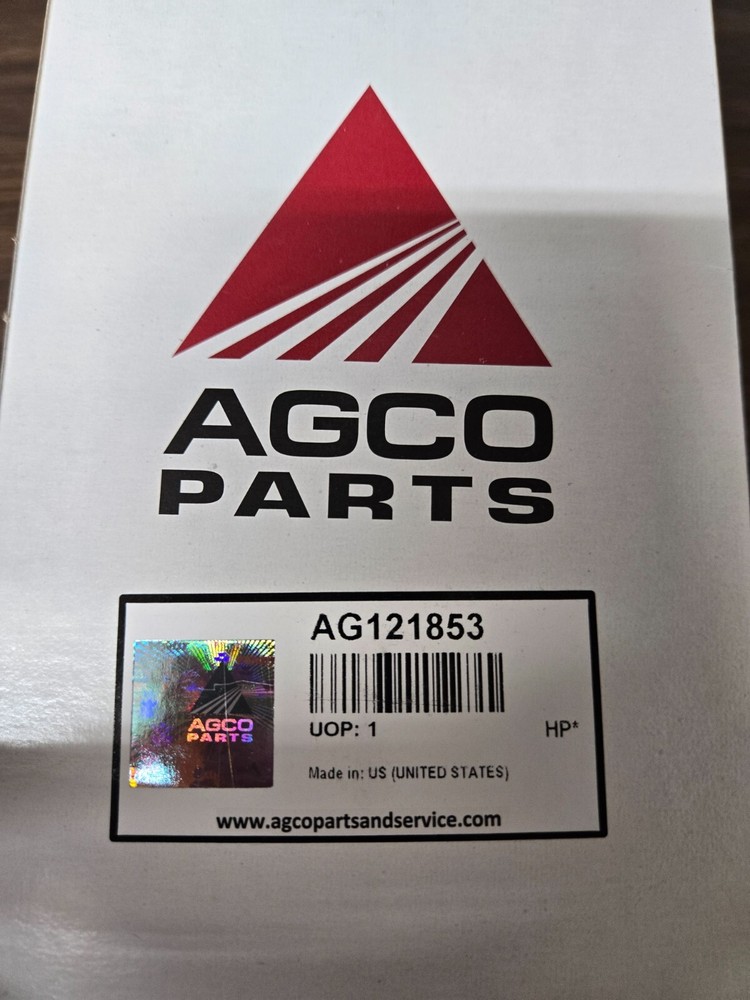 AGCO
PARTS
AG121853
AGCO
PARTS
UOP: 1
HP*
Made in: US (UNITED STATES)
www.agcopartsandservice.com